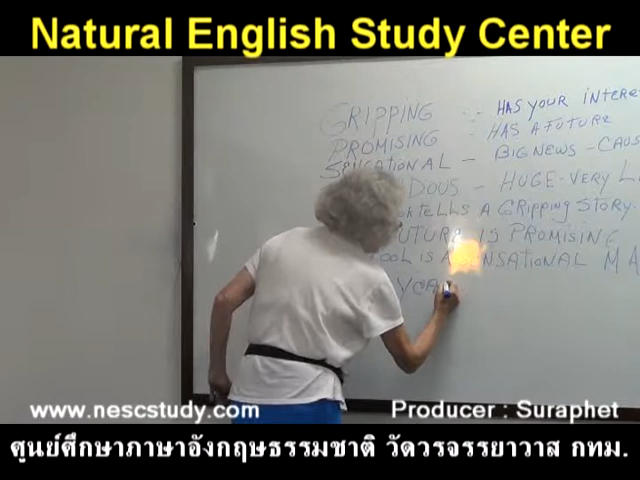 Natural English Study Center
GRIPPING -:- HAS YOUR INTERE
PROMISING : HAS A FUTURE
SENSATIONAL - BIG NEWS - CAUS
DOUS - HUGE - VERY L
TELLS A GRIPPING STORY.
FUTURE IS PROMISING
OOL IS A SENSATIONAL MA
YEA
www.nescstudy.com
Producer : Suraphet
ศูนย์ศึกษาภาษาอังกฤษธรรมชาติ วัดวรจรรยาวาส กทม.